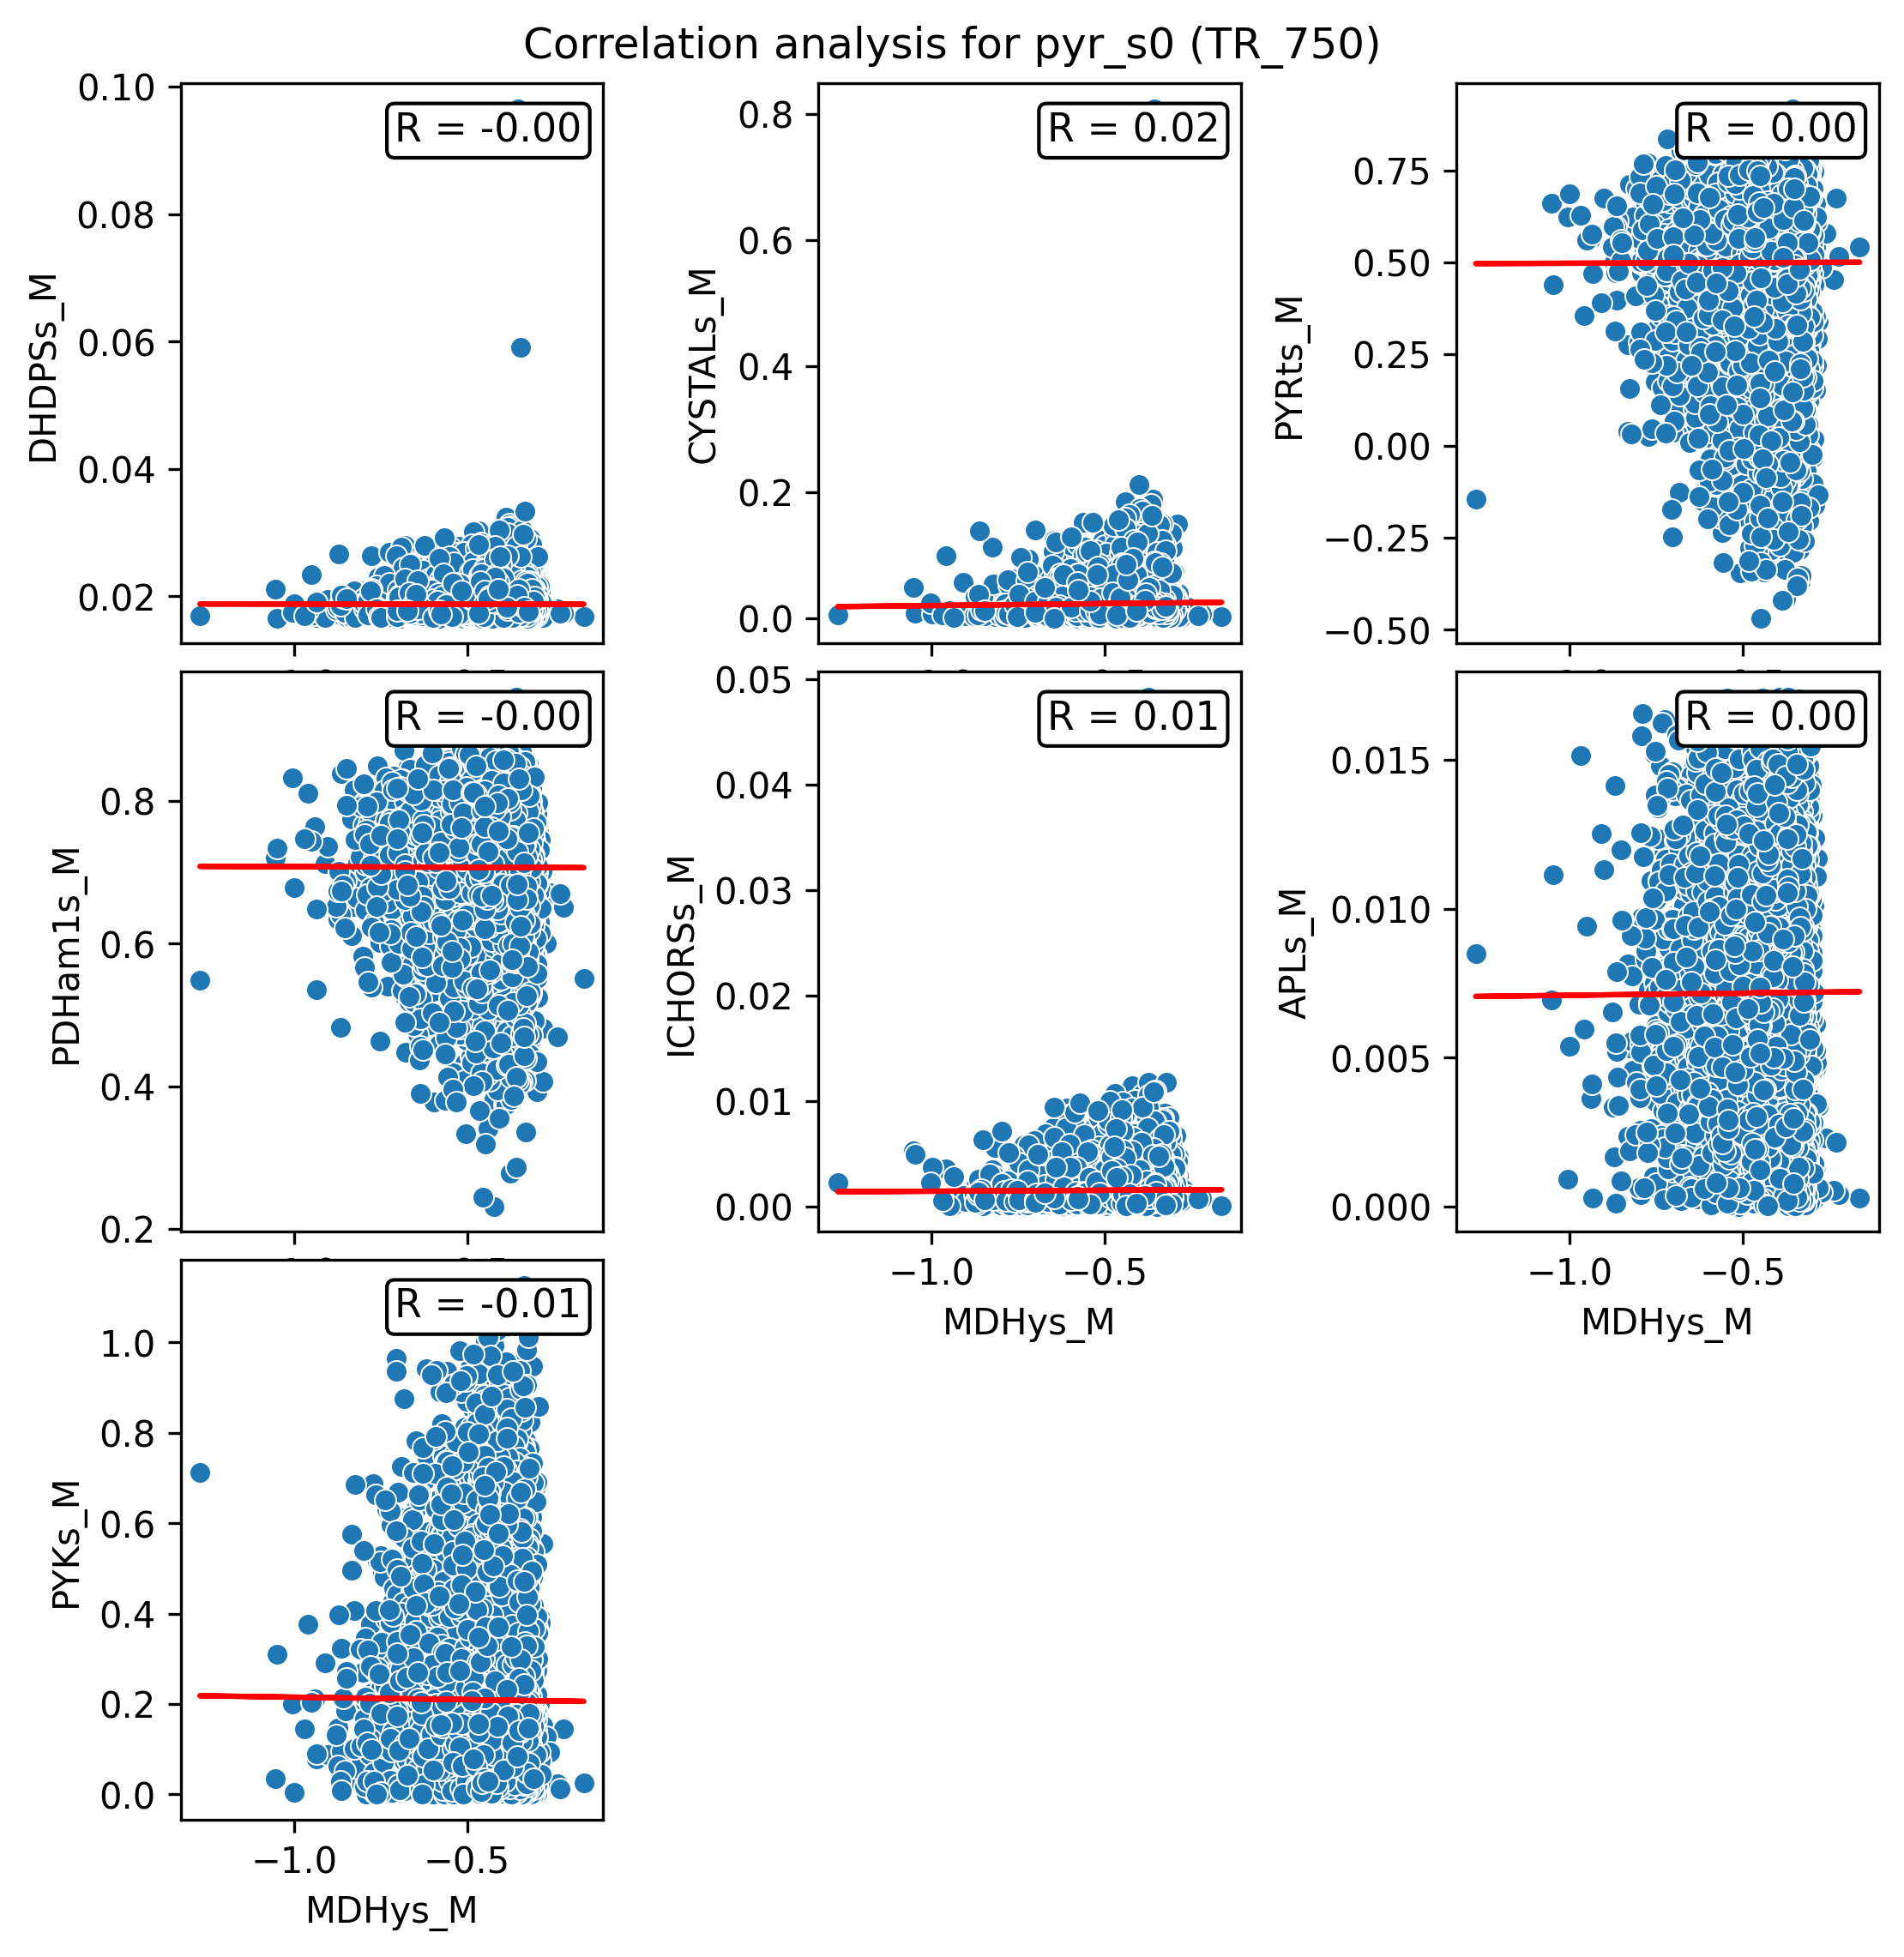 Correlation analysis for pyr_s0 (TR_750)
0.10
0.08
0.06
0.04
0.02
DHDPSs_M
R = -0.00
0.8
0.6
0.4
0.2
0.0
CYSTALs_M
R = 0.02
0.75
0.50
0.25
0.00
−0.25
−0.50
PYRts_M
R = 0.00
0.8
0.6
0.4
0.2
PDHam1s_M
R = -0.00
0.05
0.04
0.03
0.02
0.01
0.00
ICHORSs_M
R = 0.01
−1.0 −0.5
MDHys_M
0.015
0.010
0.005
0.000
APLs_M
R = 0.00
−1.0 −0.5
MDHys_M
1.0
0.8
0.6
0.4
0.2
0.0
PYKs_M
R = -0.01
−1.0 −0.5
MDHys_M